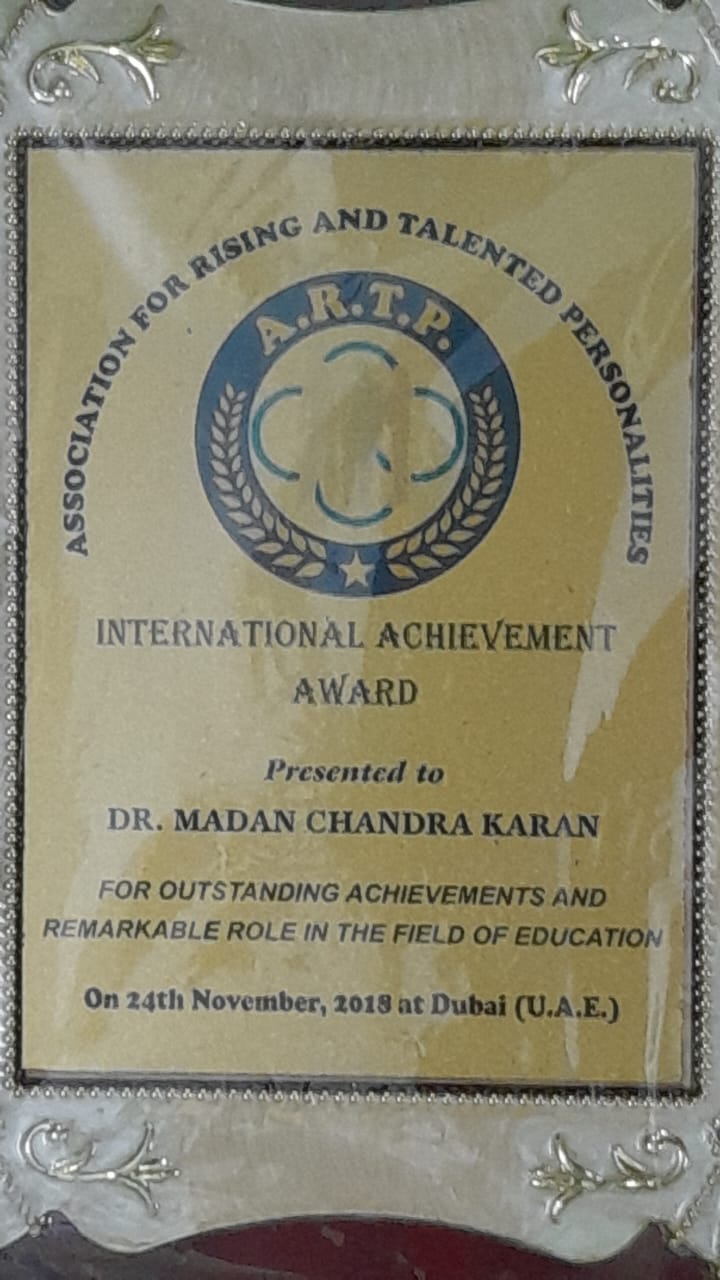 ASSOCIATION FOR RISING AND TALENTED PERSONALITIES
A.R.T.P.
INTERNATIONAL ACHIEVEMENT
AWARD
Presented to
DR. MADAN CHANDRA KARAN
FOR OUTSTANDING ACHIEVEMENTS AND
REMARKABLE ROLE IN THE FIELD OF EDUCATION
On 24th November, 2018 at Dubai (U.A.E.)